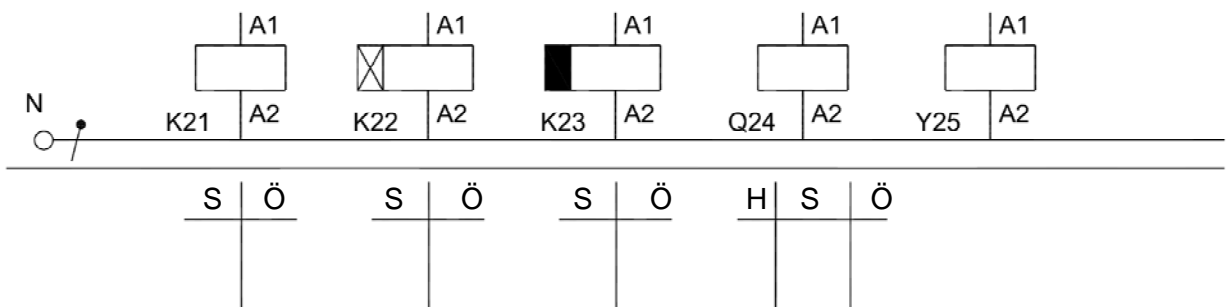 A1 A1 A1 A1 A1
N
K21 A2 K22 A2 K23 A2 Q24 A2 Y25 A2
S Ö S Ö S Ö H S Ö